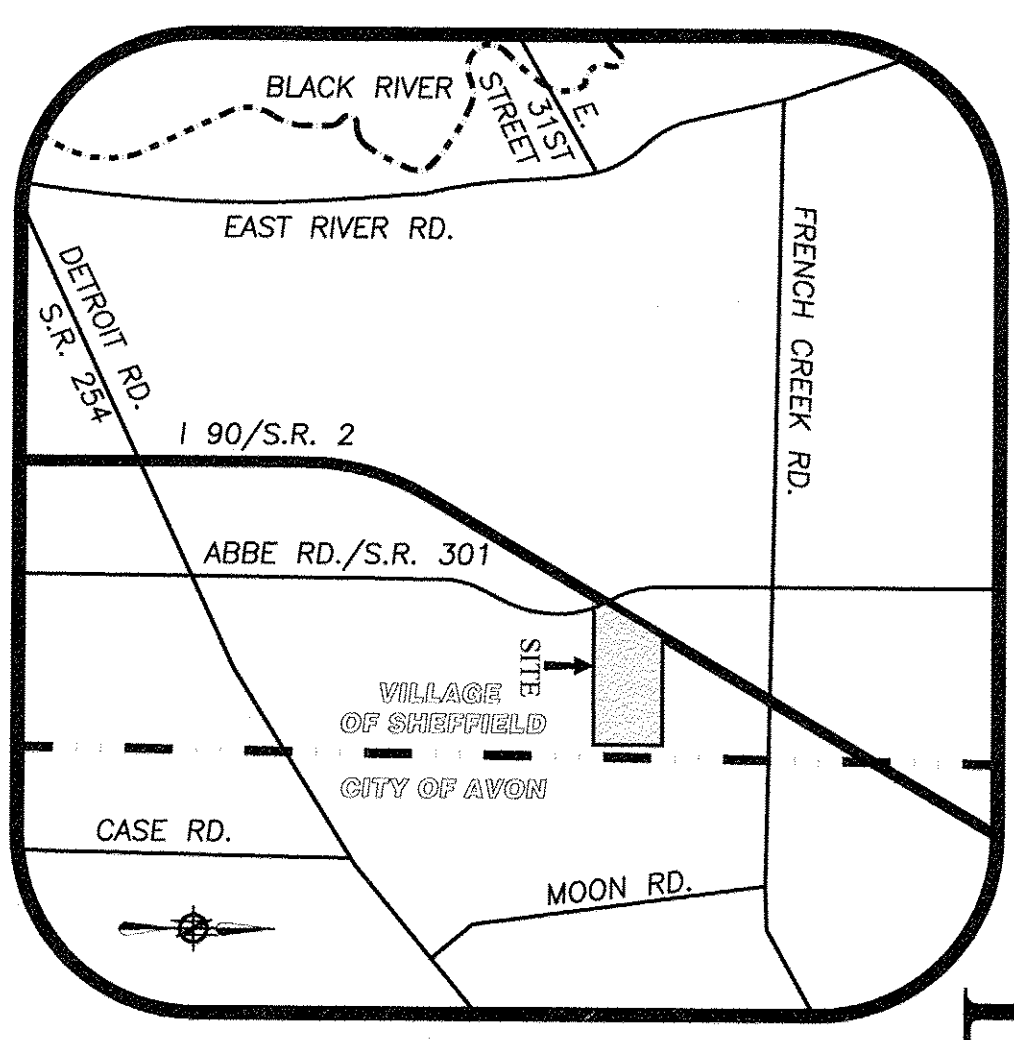 BLACK RIVER
E.
31ST
STREET
EAST RIVER RD.
FRENCH CREEK RD.
DETROIT RD.
S.R. 254
I 90/S.R. 2
ABBE RD./S.R. 301
SITE
VILLAGE
OF SHEFFIELD
CITY OF AVON
CASE RD.
MOON RD.